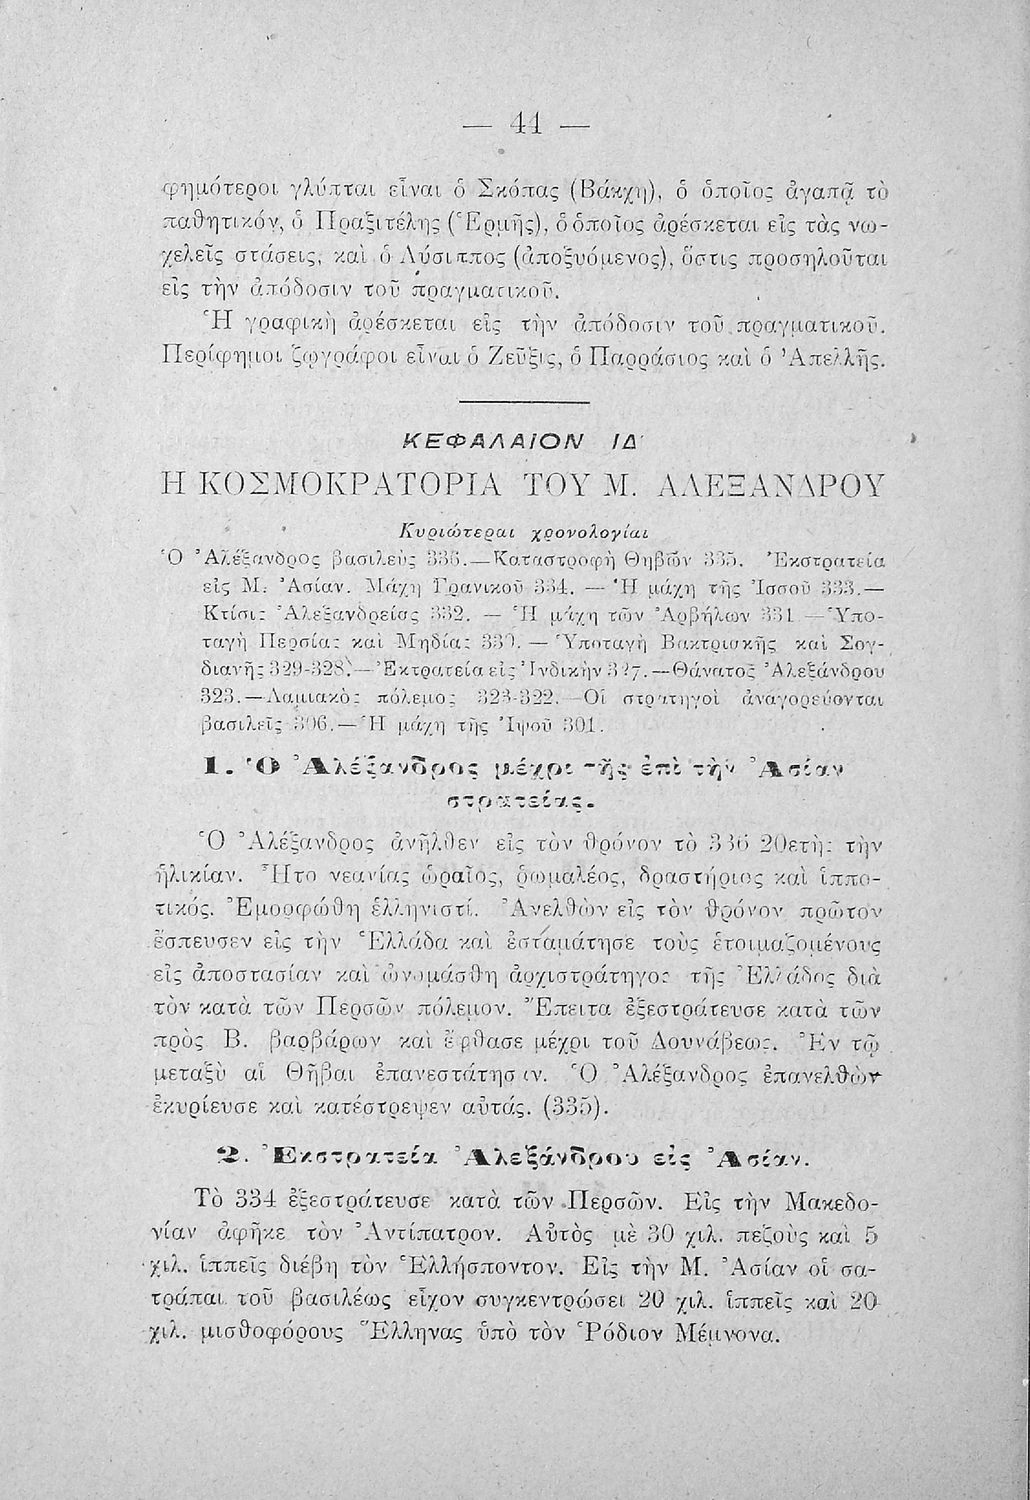 — 44 —
φημότεροι γλύπται εἶναι ὁ Σκόπας (Βάκχη), ὁ ὁποῖος ἀγαπᾷ τὸ
παθητικόν, ὁ Πραξιτέλης (Ἑρμῆς), ὁ ὁποῖος ἀρέσκεται εἰς τὰς νω-
χελεῖς στάσεις, καὶ ὁ Λύσιππος (ἀποξυόμενος), ὅστις προσηλοῦται
εἰς τὴν ἀπόδοσιν τοῦ πραγματικοῦ.
Ἡ γραφικὴ ἀρέσκεται εἰς τὴν ἀπόδοσιν τοῦ πραγματικοῦ.
Περίφημοι ζῳγράφοι εἶναι ὁ Ζεῦξις, ὁ Παρράσιος καὶ ὁ Ἀπελλῆς.
ΚΕΦΑΛΑΙΟΝ ΙΔ΄
Η ΚΟΣΜΟΚΡΑΤΟΡΙΑ ΤΟΥ Μ. ΑΛΕΞΑΝΔΡΟΥ
Κυριώτεραι χρονολογίαι
Ὁ Ἀλέξανδρος βασιλεὺς 336.—Καταστροφὴ Θηβῶν 335. Ἐκστρατεία
εἰς Μ. Ἀσίαν. Μάχη Γρανικοῦ 334. — Ἡ μάχη τῆς Ἰσσοῦ 333.—
Κτίσις Ἀλεξανδρείας 332. — Ἡ μάχη τῶν Ἀρβήλων 331 —Ὑπο-
ταγὴ Περσίας καὶ Μηδίας 330. — Ὑποταγὴ Βακτριακῆς καὶ Σογ-
διανῆς 329-328.—Ἐκτρατεία εἰς Ἰνδικὴν 327.—Θάνατος Ἀλεξάνδρου
323.—Λαμιακὸς πόλεμος 323-322.—Οἱ στρατηγοὶ ἀναγορεύονται
βασιλεῖς 306.—Ἡ μάχη τῆς Ἰψοῦ 301.
1. Ὁ Ἀλέξανδρος μέχρι τῆς ἐπὶ τὴν Ἀσίαν
στρατείας.
Ὁ Ἀλέξανδρος ἀνῆλθεν εἰς τὸν θρόνον τὸ 336 20ετὴς τὴν
ἡλικίαν. Ἦτο νεανίας ὡραῖος, ῥωμαλέος, δραστήριος καὶ ἱππο-
τικός. Ἐμορφώθη ἑλληνιστί. Ἀνελθὼν εἰς τὸν θρόνον πρῶτον
ἔσπευσεν εἰς τὴν Ἑλλάδα καὶ ἐσταμάτησε τοὺς ἑτοιμαζομένους
εἰς ἀποστασίαν καὶ ὠνομάσθη ἀρχιστράτηγος τῆς Ἑλλάδος διὰ
τὸν κατὰ τῶν Περσῶν πόλεμον. Ἔπειτα ἐξεστράτευσε κατὰ τῶν
πρὸς Β. βαρβάρων καὶ ἔφθασε μέχρι τοῦ Δουνάβεως. Ἐν τῷ
μεταξὺ αἱ Θῆβαι ἐπανεστάτησαν. Ὁ Ἀλέξανδρος ἐπανελθὼν
ἐκυρίευσε καὶ κατέστρεψεν αὐτάς. (335).
2. Ἐκστρατεία Ἀλεξάνδρου εἰς Ἀσίαν.
Τὸ 334 ἐξεστράτευσε κατὰ τῶν Περσῶν. Εἰς τὴν Μακεδο-
νίαν ἀφῆκε τὸν Ἀντίπατρον. Αὐτὸς μὲ 30 χιλ. πεζοὺς καὶ 5
χιλ. ἱππεῖς διέβη τὸν Ἑλλήσποντον. Εἰς τὴν Μ. Ἀσίαν οἱ σα-
τράπαι τοῦ βασιλέως εἶχον συγκεντρώσει 20 χιλ. ἱππεῖς καὶ 20
χιλ. μισθοφόρους Ἕλληνας ὑπὸ τὸν Ῥόδιον Μέμνονα.